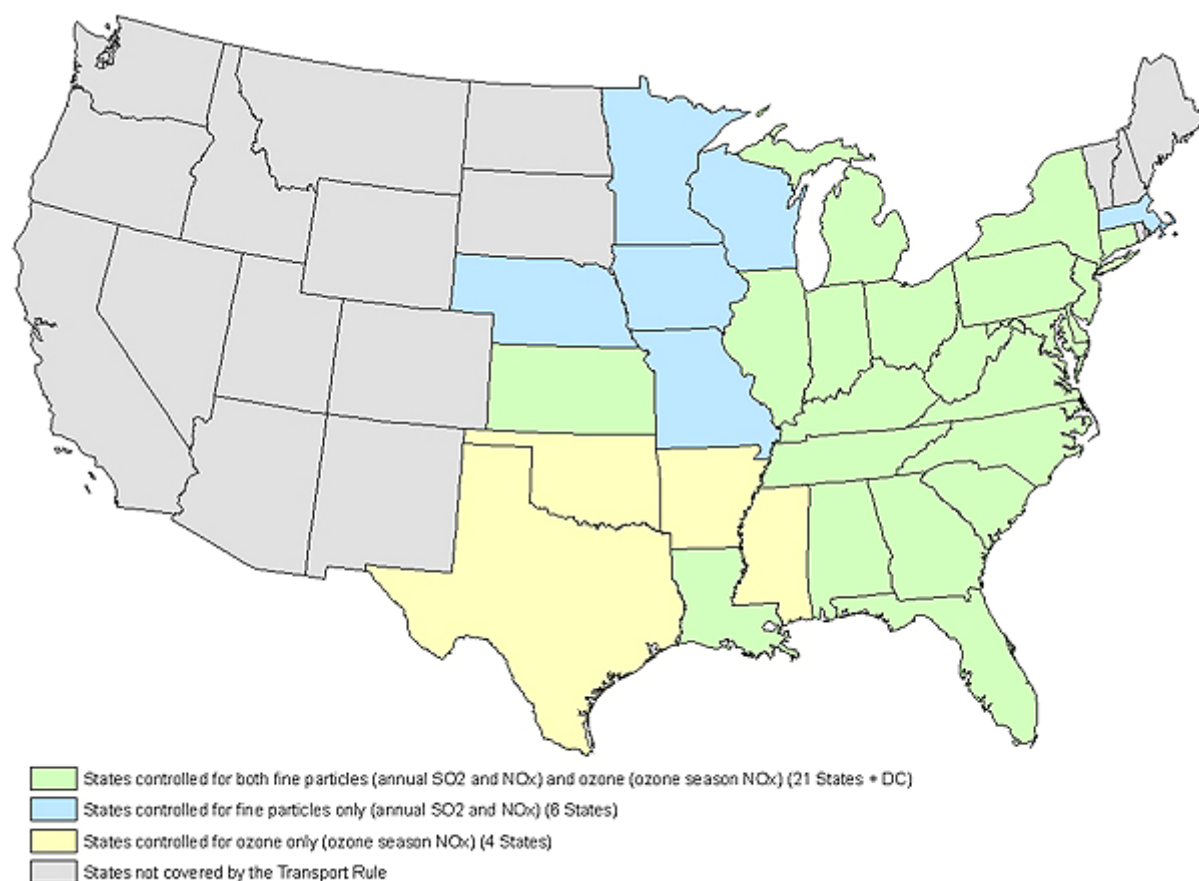 States controlled for both fine particles (annual SO2 and NOx) and ozone (ozone season NOx) (21 States + DC)
States controlled for fine particles only (annual SO2 and NOx) (6 States)
States controlled for ozone only (ozone season NOx) (4 States)
States not covered by the Transport Rule